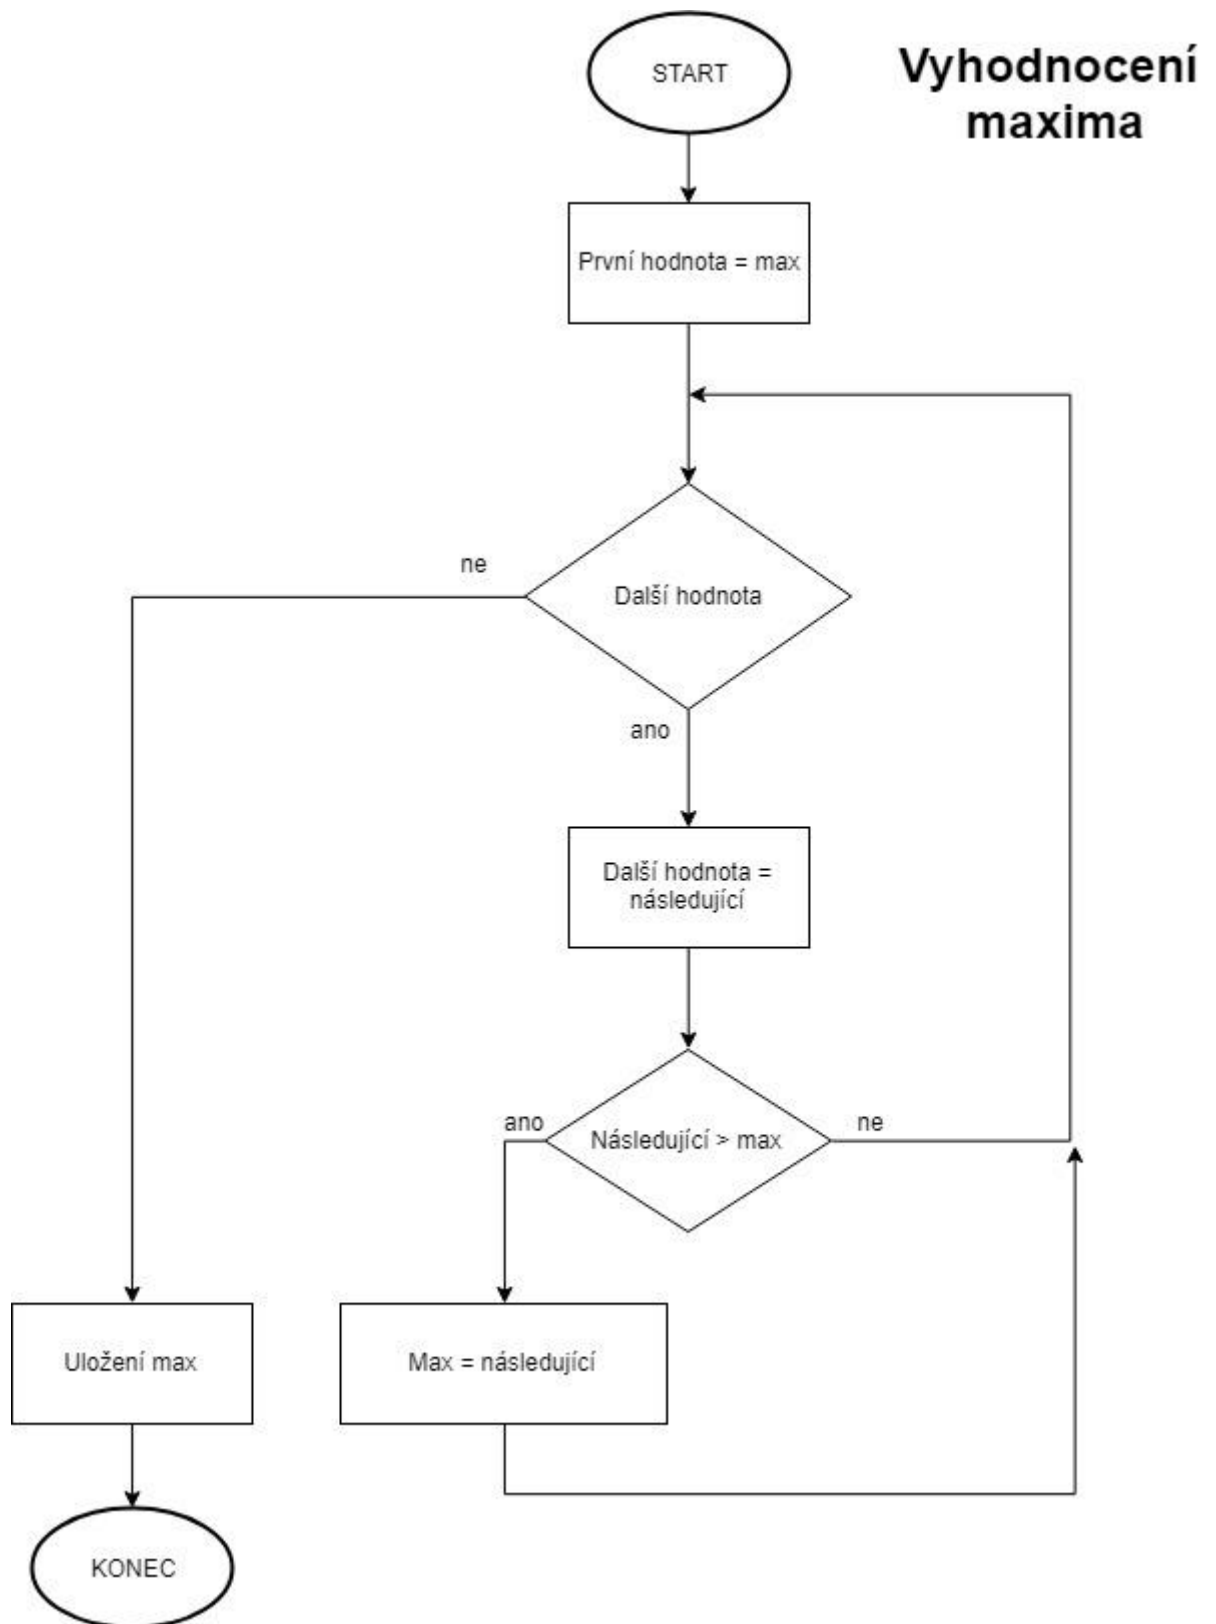 START
Vyhodnocení
maxima
První hodnota = max
ne
Další hodnota
ano
Další hodnota =
následující
ano
Následující > max
ne
Uložení max
Max = následující
KONEC